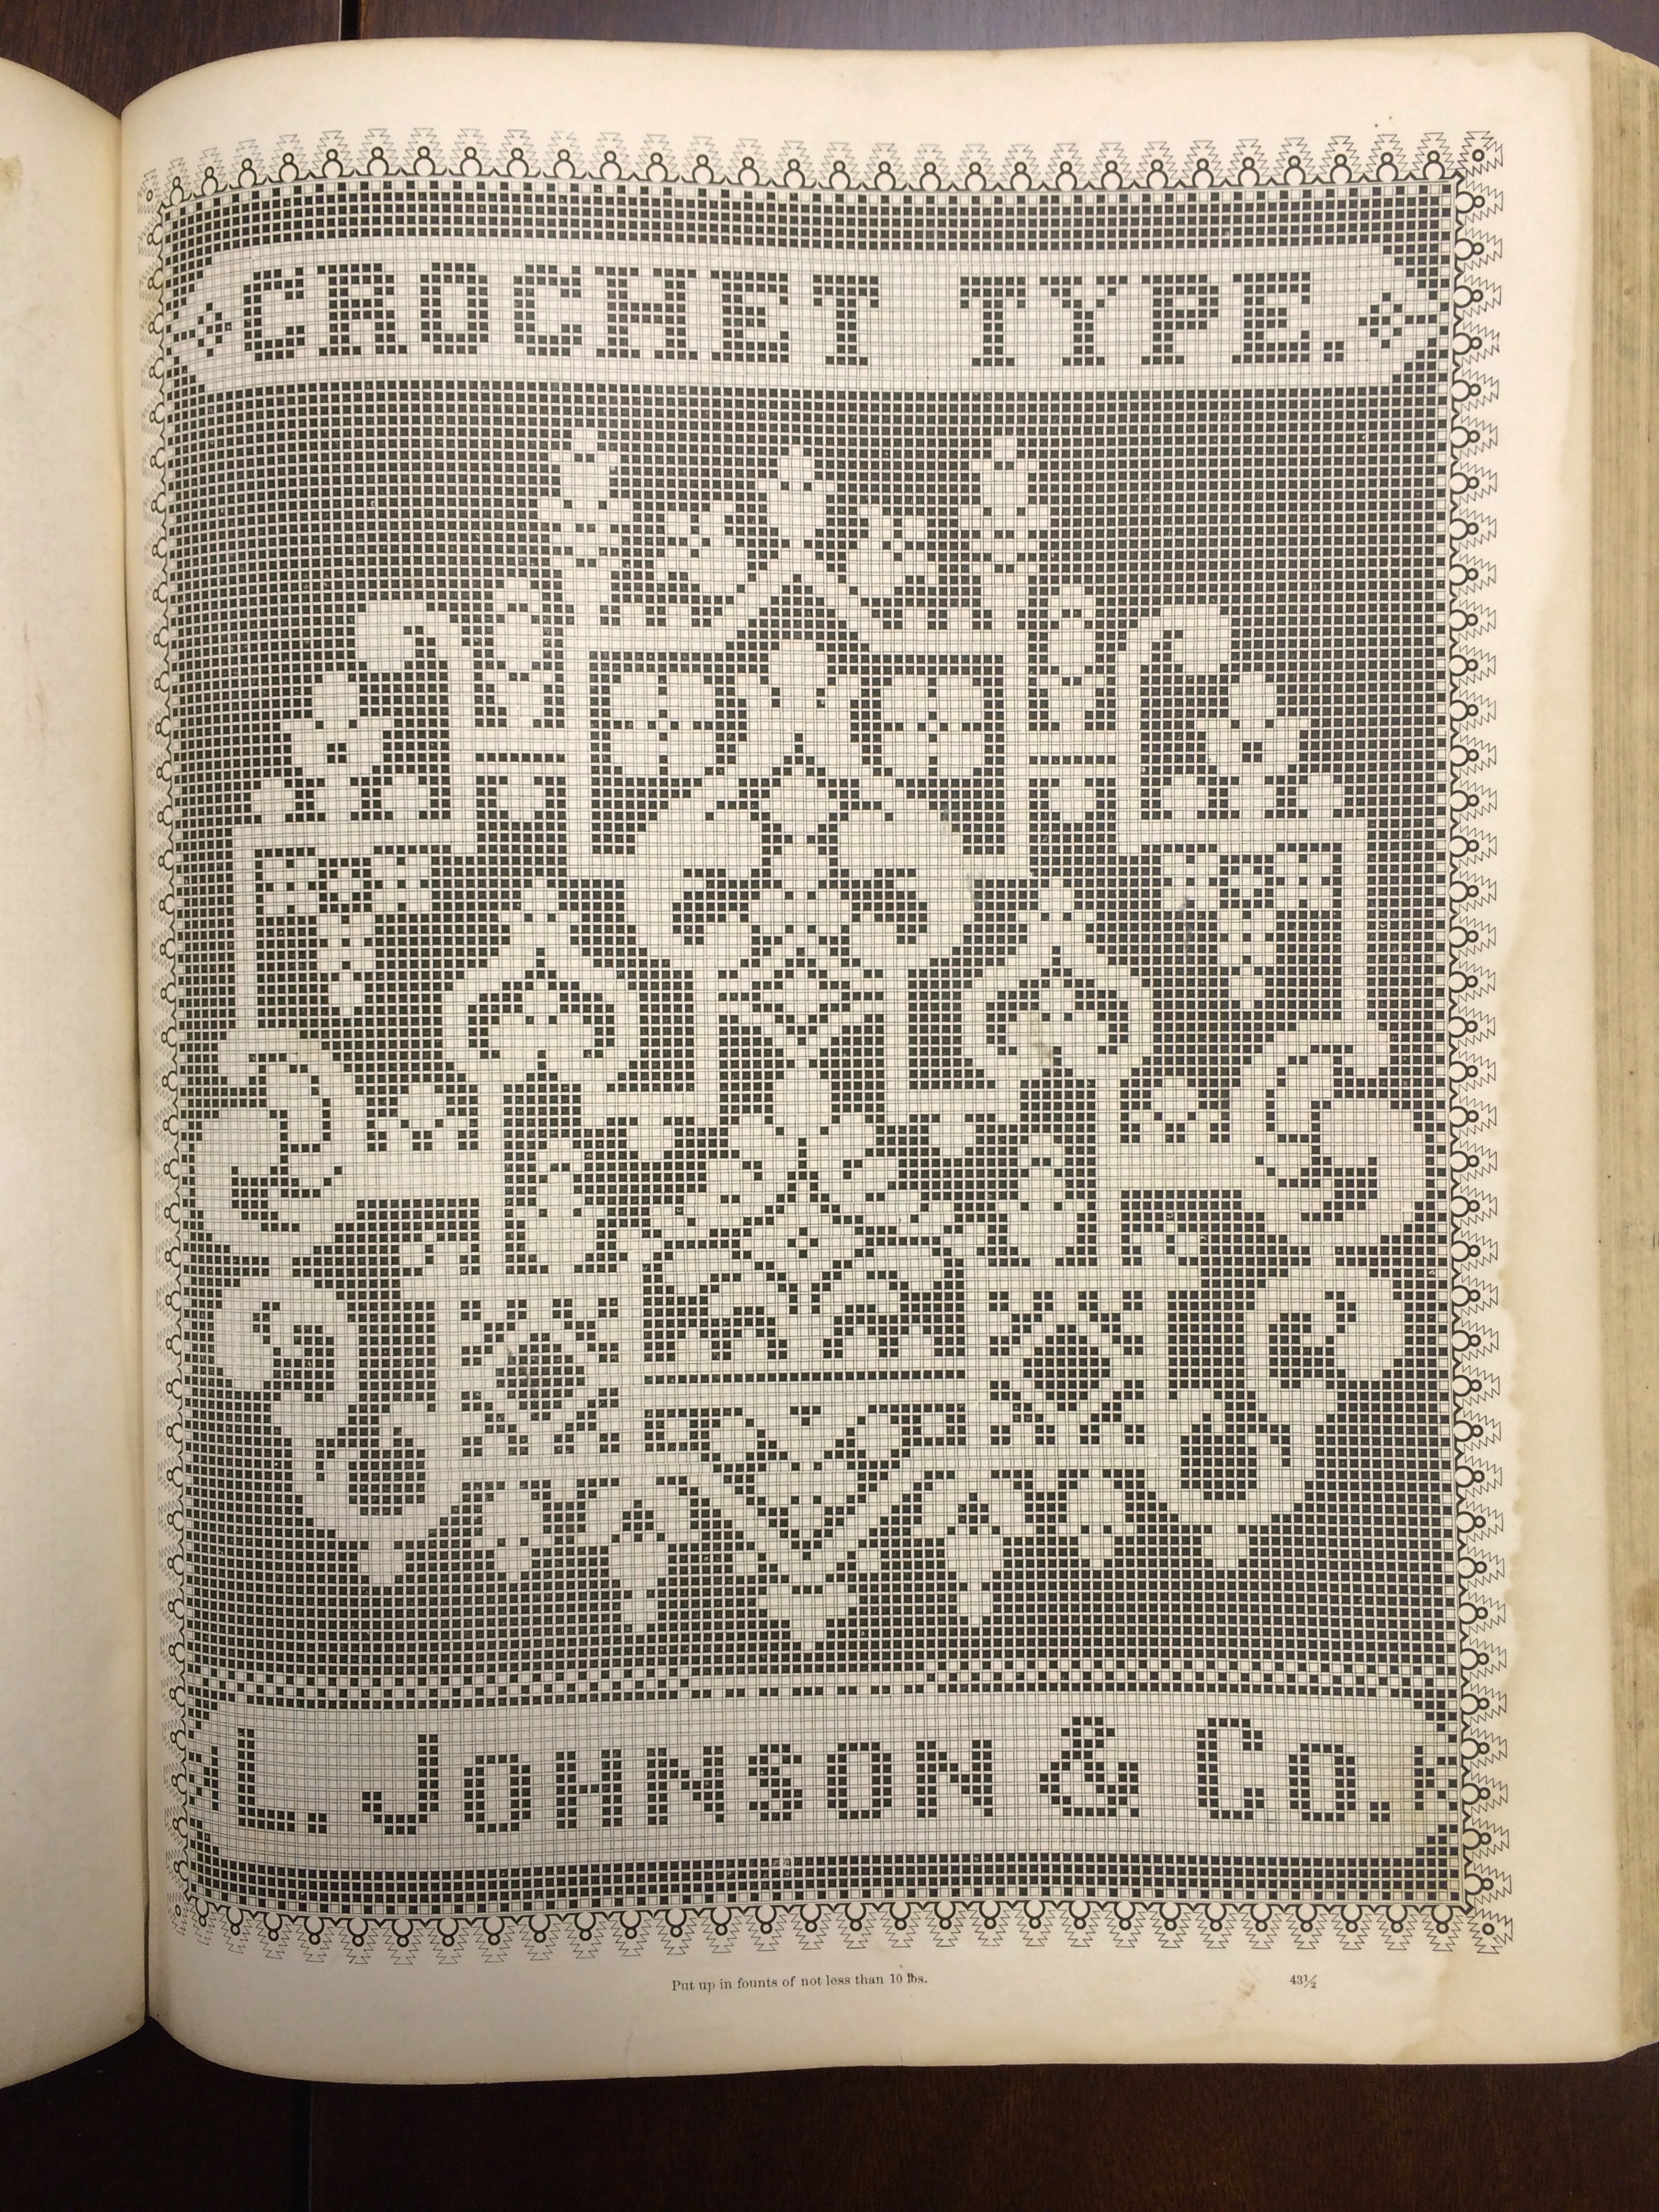 CROCHET TYPE.
L. JOHNSON & CO.
Put up in founts of not less than 10 lbs.
43½